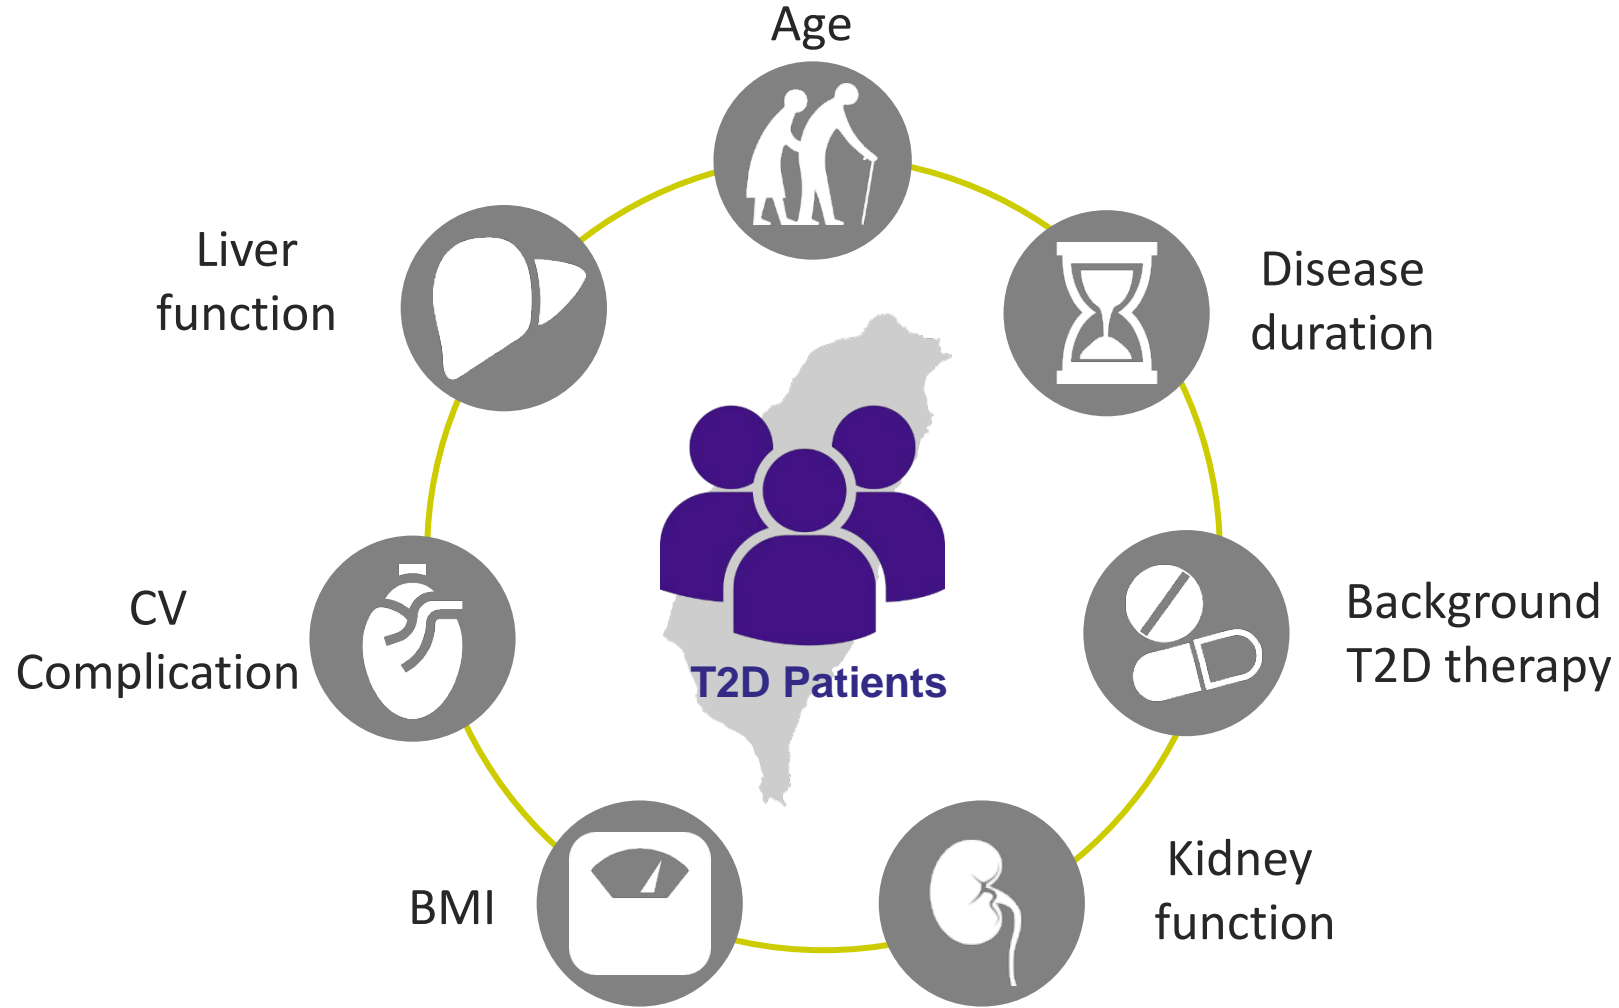 Age
Liver
function
Disease
duration
CV
Complication
Background
T2D therapy
T2D Patients
BMI
Kidney
function